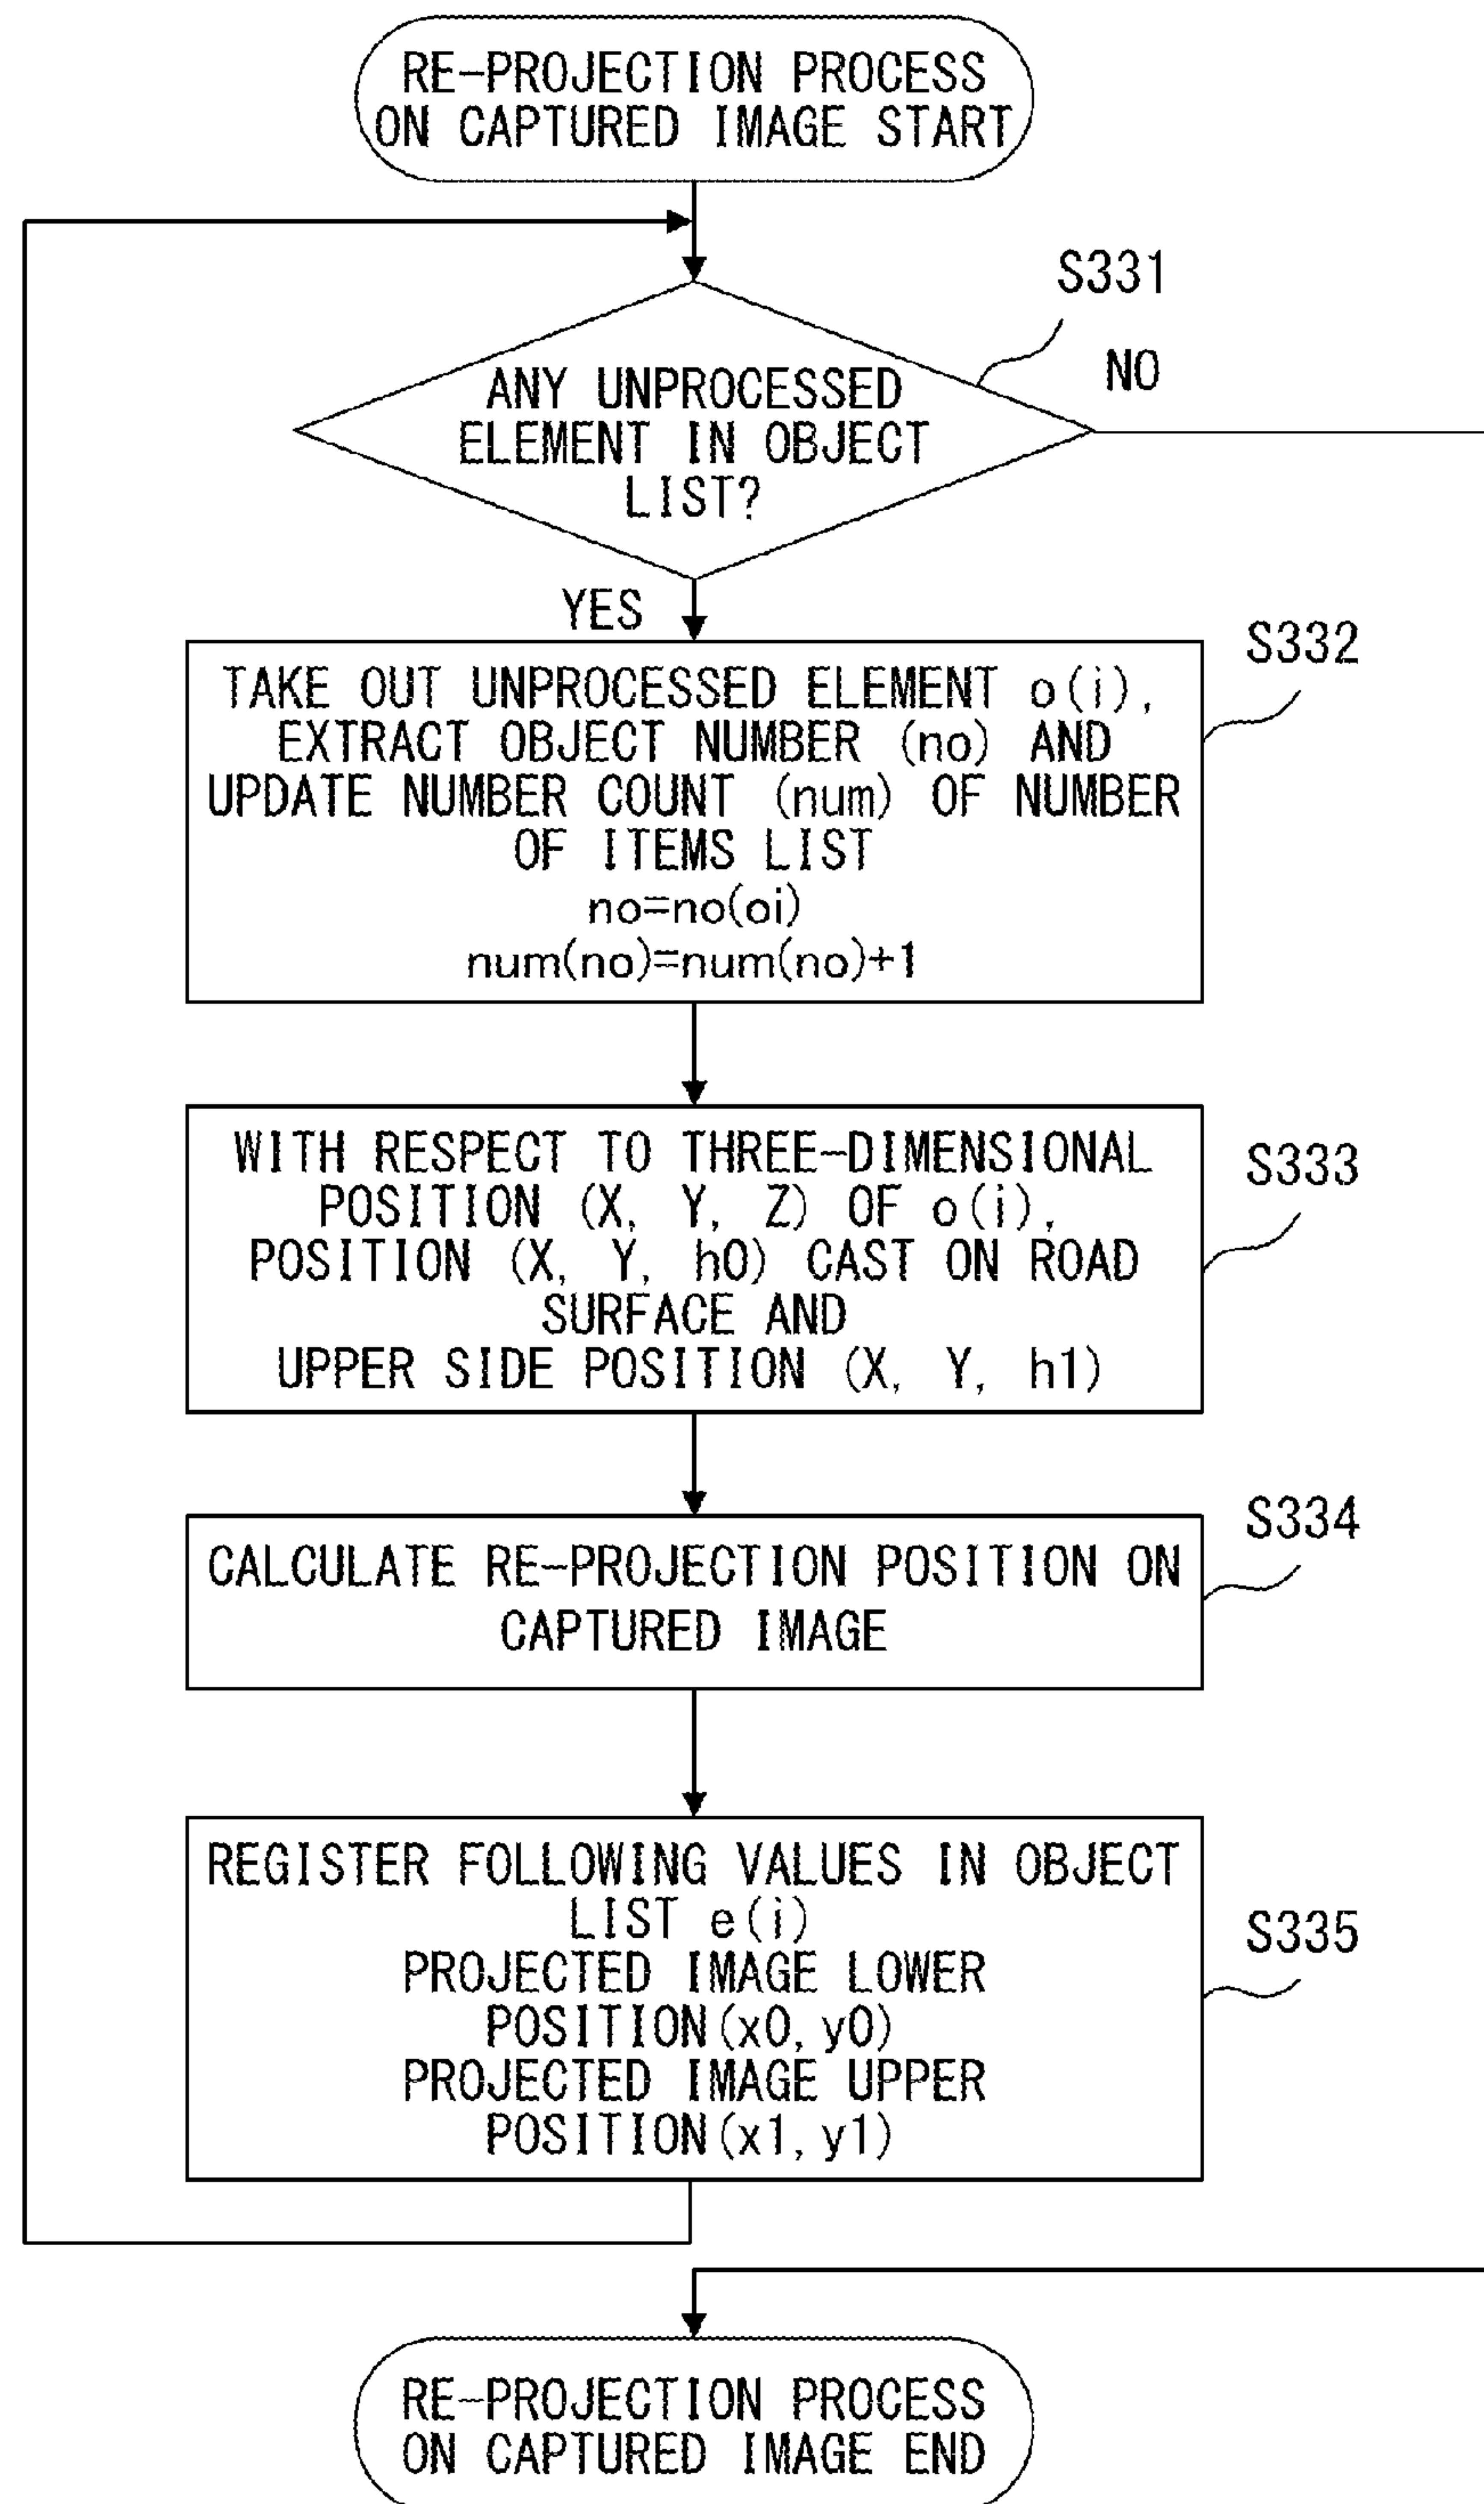 RE-PROJECTION PROCESS
ON CAPTURED IMAGE START
S331
NO
ANY UNPROCESSED
ELEMENT IN OBJECT
LIST?
YES
S332
TAKE OUT UNPROCESSED ELEMENT o(i),
EXTRACT OBJECT NUMBER (no) AND
UPDATE NUMBER COUNT (num) OF NUMBER
OF ITEMS LIST
no=no(oi)
num(no)=num(no)+1
S333
WITH RESPECT TO THREE-DIMENSIONAL
POSITION (X, Y, Z) OF o(i),
POSITION (X, Y, h0) CAST ON ROAD
SURFACE AND
UPPER SIDE POSITION (X, Y, h1)
S334
CALCULATE RE-PROJECTION POSITION ON
CAPTURED IMAGE
REGISTER FOLLOWING VALUES IN OBJECT
LIST e(i)
S335
PROJECTED IMAGE LOWER
POSITION(x0, y0)
PROJECTED IMAGE UPPER
POSITION(x1, y1)
RE-PROJECTION PROCESS
ON CAPTURED IMAGE END